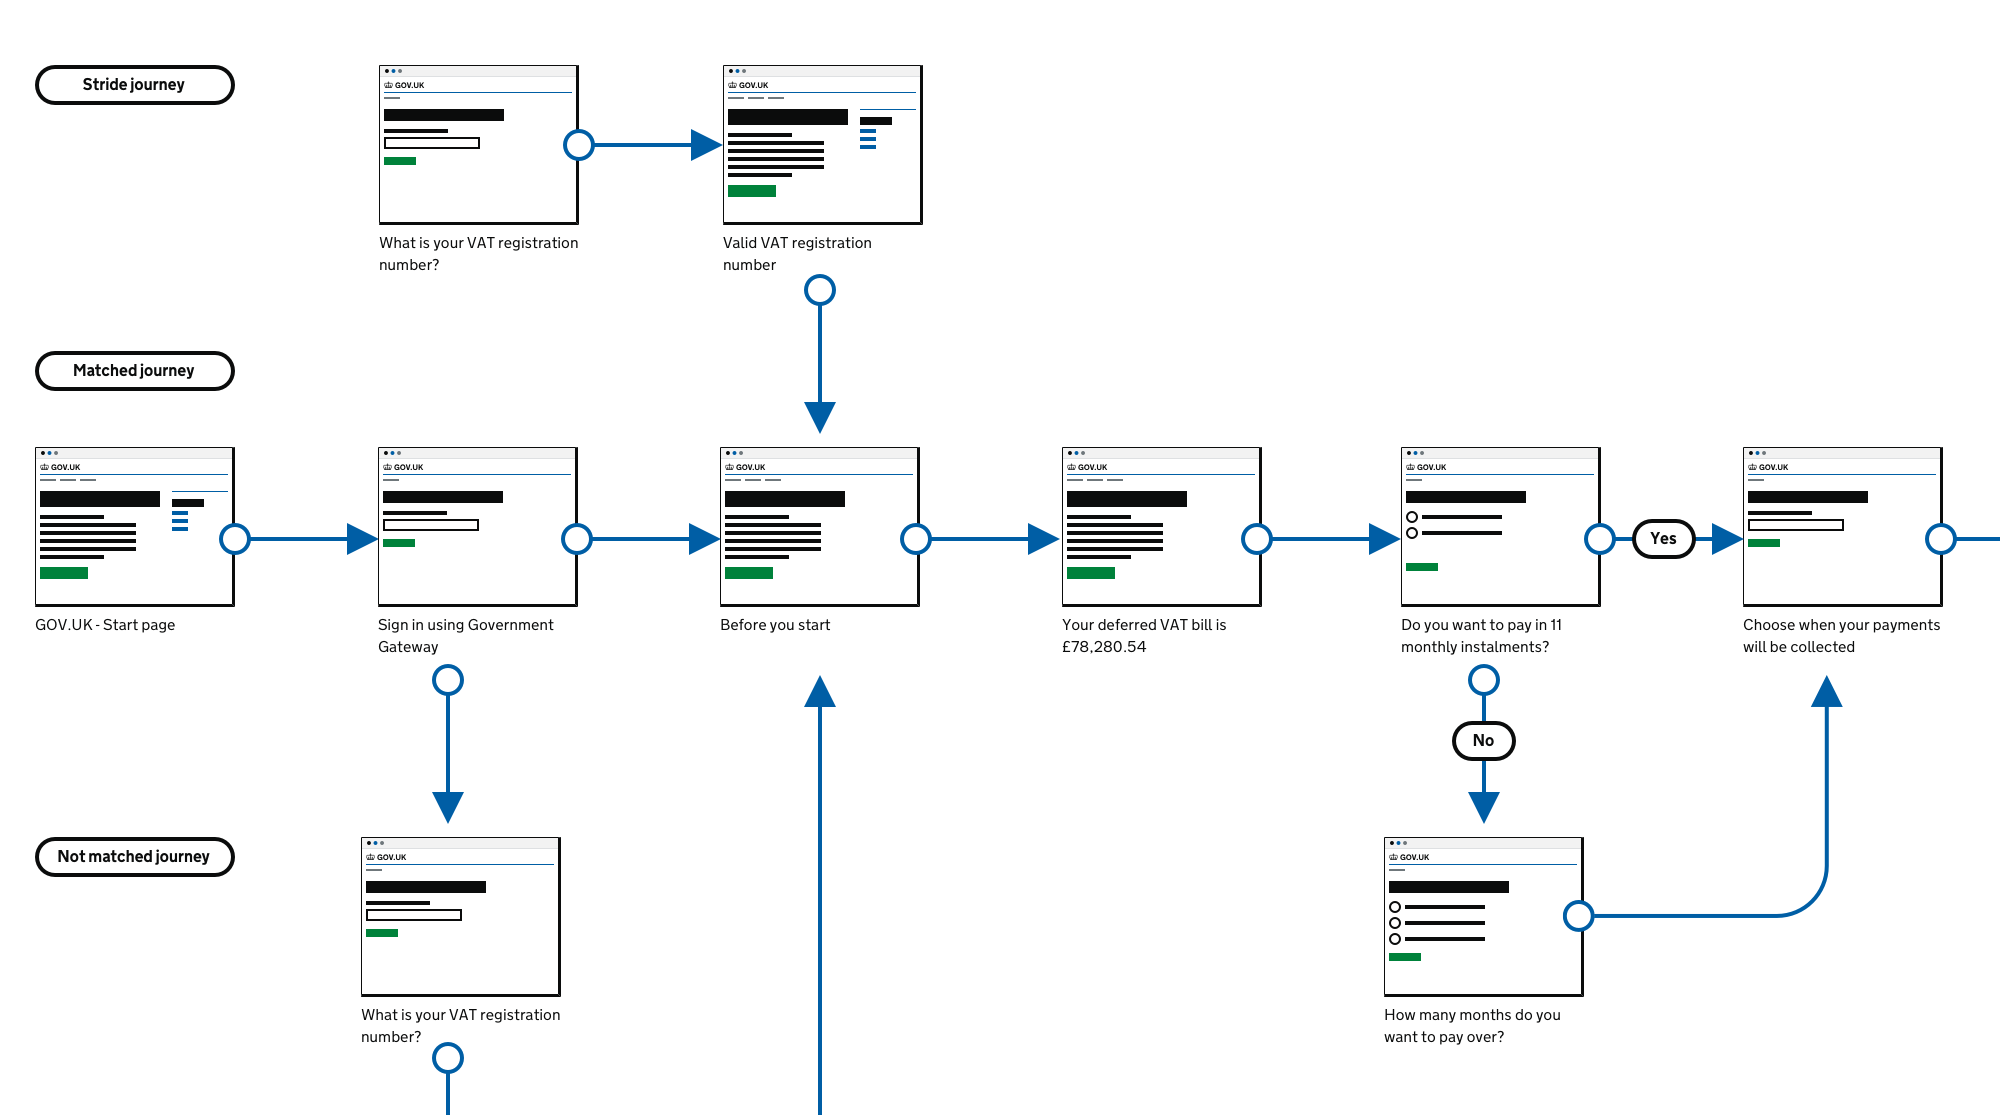 Stride journey
GOV.UK
GOV.UK
What is your VAT registration
number?
Valid VAT registration
number
Matched journey
GOV.UK
GOV.UK
GOV.UK
GOV.UK
GOV.UK
GOV.UK
Yes
GOV.UK - Start page
Sign in using Government
Gateway
Before you start
Your deferred VAT bill is
£78,280.54
Do you want to pay in 11
monthly instalments?
Choose when your payments
will be collected
No
Not matched journey
GOV.UK
GOV.UK
What is your VAT registration
number?
How many months do you
want to pay over?